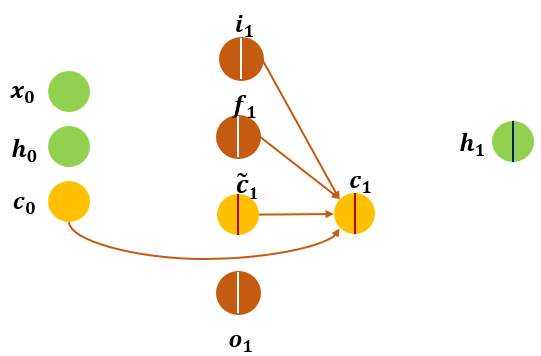 i₁
x₀
f₁
h₀
h₁
c̃₁
c₁
c₀
o₁